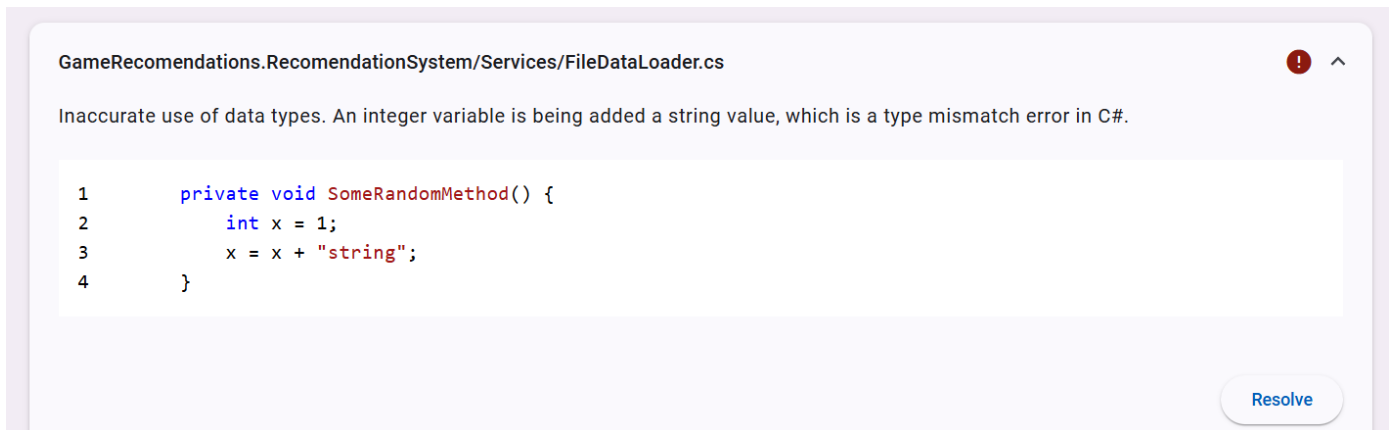 GameRecomendations.RecomendationSystem/Services/FileDataLoader.cs
Inaccurate use of data types. An integer variable is being added a string value, which is a type mismatch error in C#.
1 private void SomeRandomMethod() {
2 int x = 1;
3 x = x + "string";
4 }
Resolve